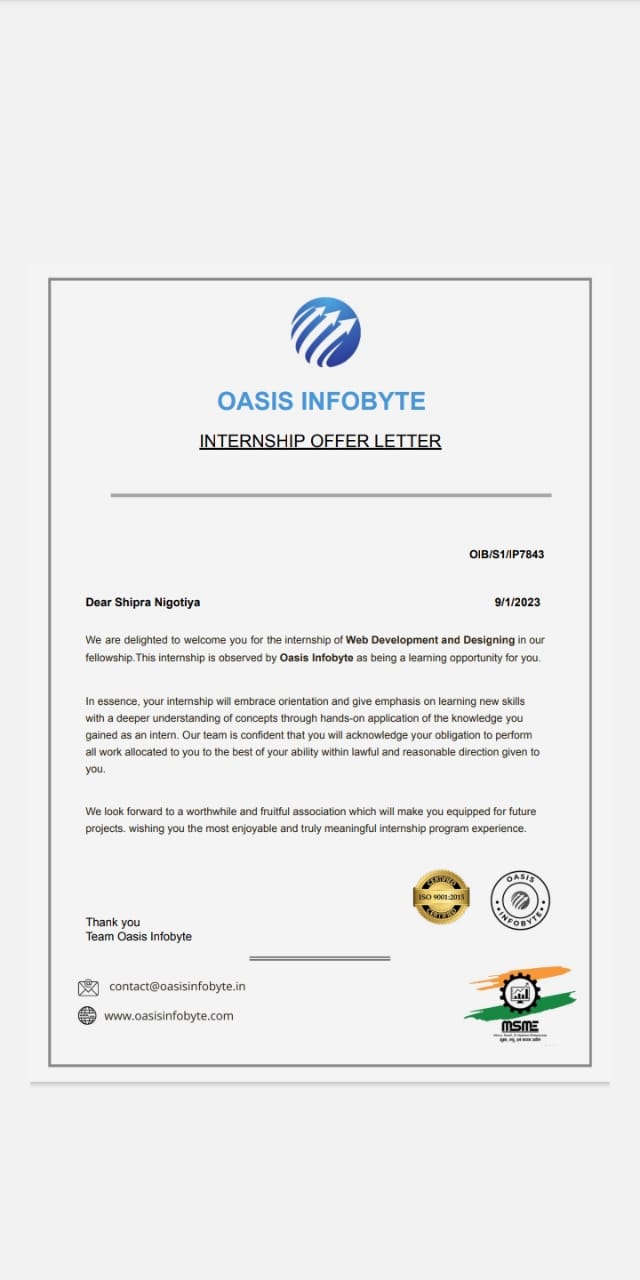 OASIS INFOBYTE
INTERNSHIP OFFER LETTER
OIB/S1/IP7843
Dear Shipra Nigotiya
9/1/2023
We are delighted to welcome you for the internship of Web Development and Designing in our
fellowship.This internship is observed by Oasis Infobyte as being a learning opportunity for you.
In essence, your internship will embrace orientation and give emphasis on learning new skills
with a deeper understanding of concepts through hands-on application of the knowledge you
gained as an intern. Our team is confident that you will acknowledge your obligation to perform
all work allocated to you to the best of your ability within lawful and reasonable direction given to
you.
We look forward to a worthwhile and fruitful association which will make you equipped for future
projects. wishing you the most enjoyable and truly meaningful internship program experience.
CERTIFIED
ISO 9001:2015
CERTIFIED
OASIS
INFOBYTE
Thank you
Team Oasis Infobyte
contact@oasisinfobyte.in
www.oasisinfobyte.com
MSME